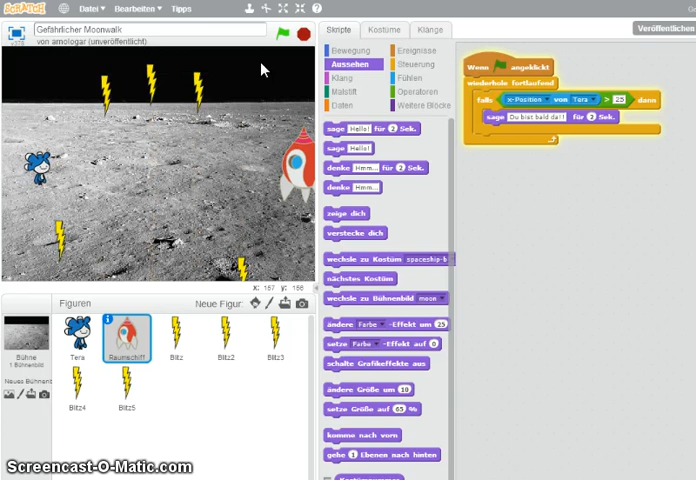 SCRATCH Datei Bearbeiten Tipps
Gefährlicher Moonwalk
von amologar (unveröffentlicht)
v376
Skripte Kostüme Klänge
Veröffentlichen
Bewegung Ereignisse
Aussehen Steuerung
Klang Fühlen
Malstift Operatoren
Daten Weitere Blöcke
sage Hello! für 2 Sek.
sage Hello!
denke Hmm... für 2 Sek.
denke Hmm...
zeige dich
verstecke dich
wechsle zu Kostüm spaceship-b
nächstes Kostüm
wechsle zu Bühnenbild moon
ändere Farbe -Effekt um 25
setze Farbe -Effekt auf 0
schalte Grafikeffekte aus
ändere Größe um 10
setze Größe auf 65 %
komme nach vorn
gehe 1 Ebenen nach hinten
Kostümnummer
Wenn angeklickt
wiederhole fortlaufend
falls x-Position von Tera > 25 dann
sage Du bist bald da!! für 2 Sek.
x: 167 y: 166
Figuren Neue Figur:
Bühne
1 Bühnenbild
Neues Bühnenb
Tera Raumschiff Blitz Blitz2 Blitz3
Blitz4 Blitz5
Screencast-O-Matic.com